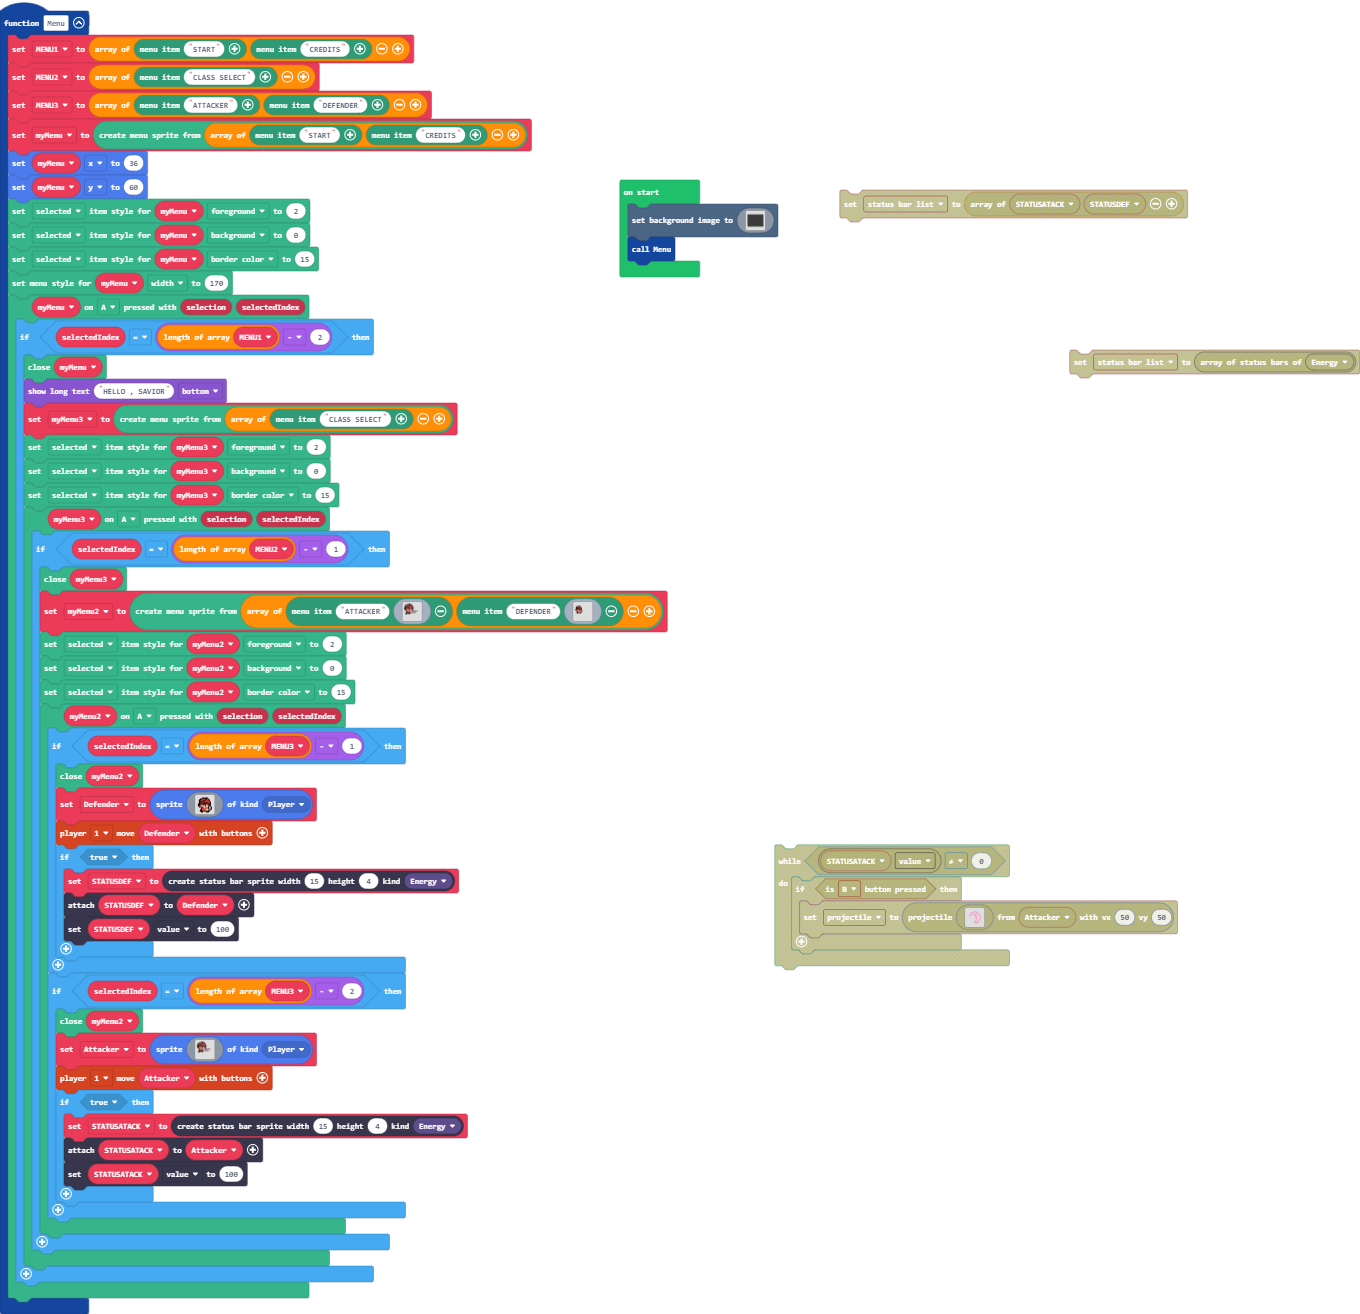 function Menu
set MENU1 to array of menu item "START" menu item "CREDITS"
set MENU2 to array of menu item "CLASS SELECT"
set MENU3 to array of menu item "ATTACKER" menu item "DEFENDER"
set myMenu to create menu sprite from array of menu item "START" menu item "CREDITS"
set myMenu x to 36
set myMenu y to 60
set selected item style for myMenu foreground to 2
set selected item style for myMenu background to 0
set selected item style for myMenu border color to 15
set menu style for myMenu width to 170
myMenu on A pressed with selection selectedIndex
if selectedIndex = length of array MENU1 - 2 then
close myMenu
show long text "HELLO , SAVIOR" bottom
set myMenu3 to create menu sprite from array of menu item "CLASS SELECT"
set selected item style for myMenu3 foreground to 2
set selected item style for myMenu3 background to 0
set selected item style for myMenu3 border color to 15
myMenu3 on A pressed with selection selectedIndex
if selectedIndex = length of array MENU2 - 1 then
close myMenu3
set myMenu2 to create menu sprite from array of menu item "ATTACKER" menu item "DEFENDER"
set selected item style for myMenu2 foreground to 2
set selected item style for myMenu2 background to 0
set selected item style for myMenu2 border color to 15
myMenu2 on A pressed with selection selectedIndex
if selectedIndex = length of array MENU3 - 1 then
close myMenu2
set Defender to sprite of kind Player
player 1 move Defender with buttons
if true then
set STATUSDEF to create status bar sprite width 15 height 4 kind Energy
attach STATUSDEF to Defender
set STATUSDEF value to 100
if selectedIndex = length of array MENU3 - 2 then
close myMenu2
set Attacker to sprite of kind Player
player 1 move Attacker with buttons
if true then
set STATUSATACK to create status bar sprite width 15 height 4 kind Energy
attach STATUSATACK to Attacker
set STATUSATACK value to 100
on start
set background image to
call Menu
set status bar list to array of STATUSATACK STATUSDEF
set status bar list to array of status bars of Energy
while STATUSATACK value ≠ 0
do if is B button pressed then
set projectile to projectile from Attacker with vx 50 vy 50